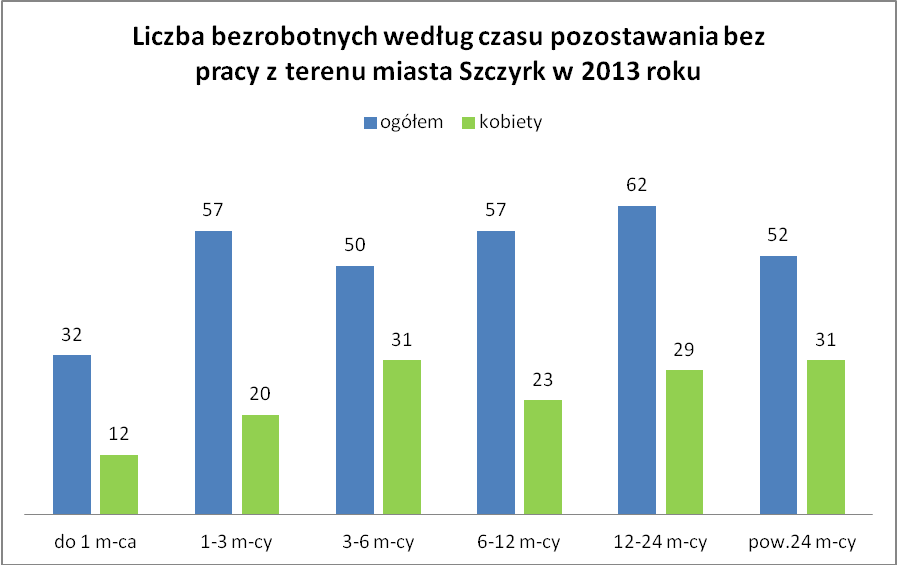 Liczba bezrobotnych według czasu pozostawania bez
pracy z terenu miasta Szczyrk w 2013 roku
ogółem kobiety
32 12 57 20 50 31 57 23 62 29 52 31
do 1 m-ca 1-3 m-cy 3-6 m-cy 6-12 m-cy 12-24 m-cy pow.24 m-cy